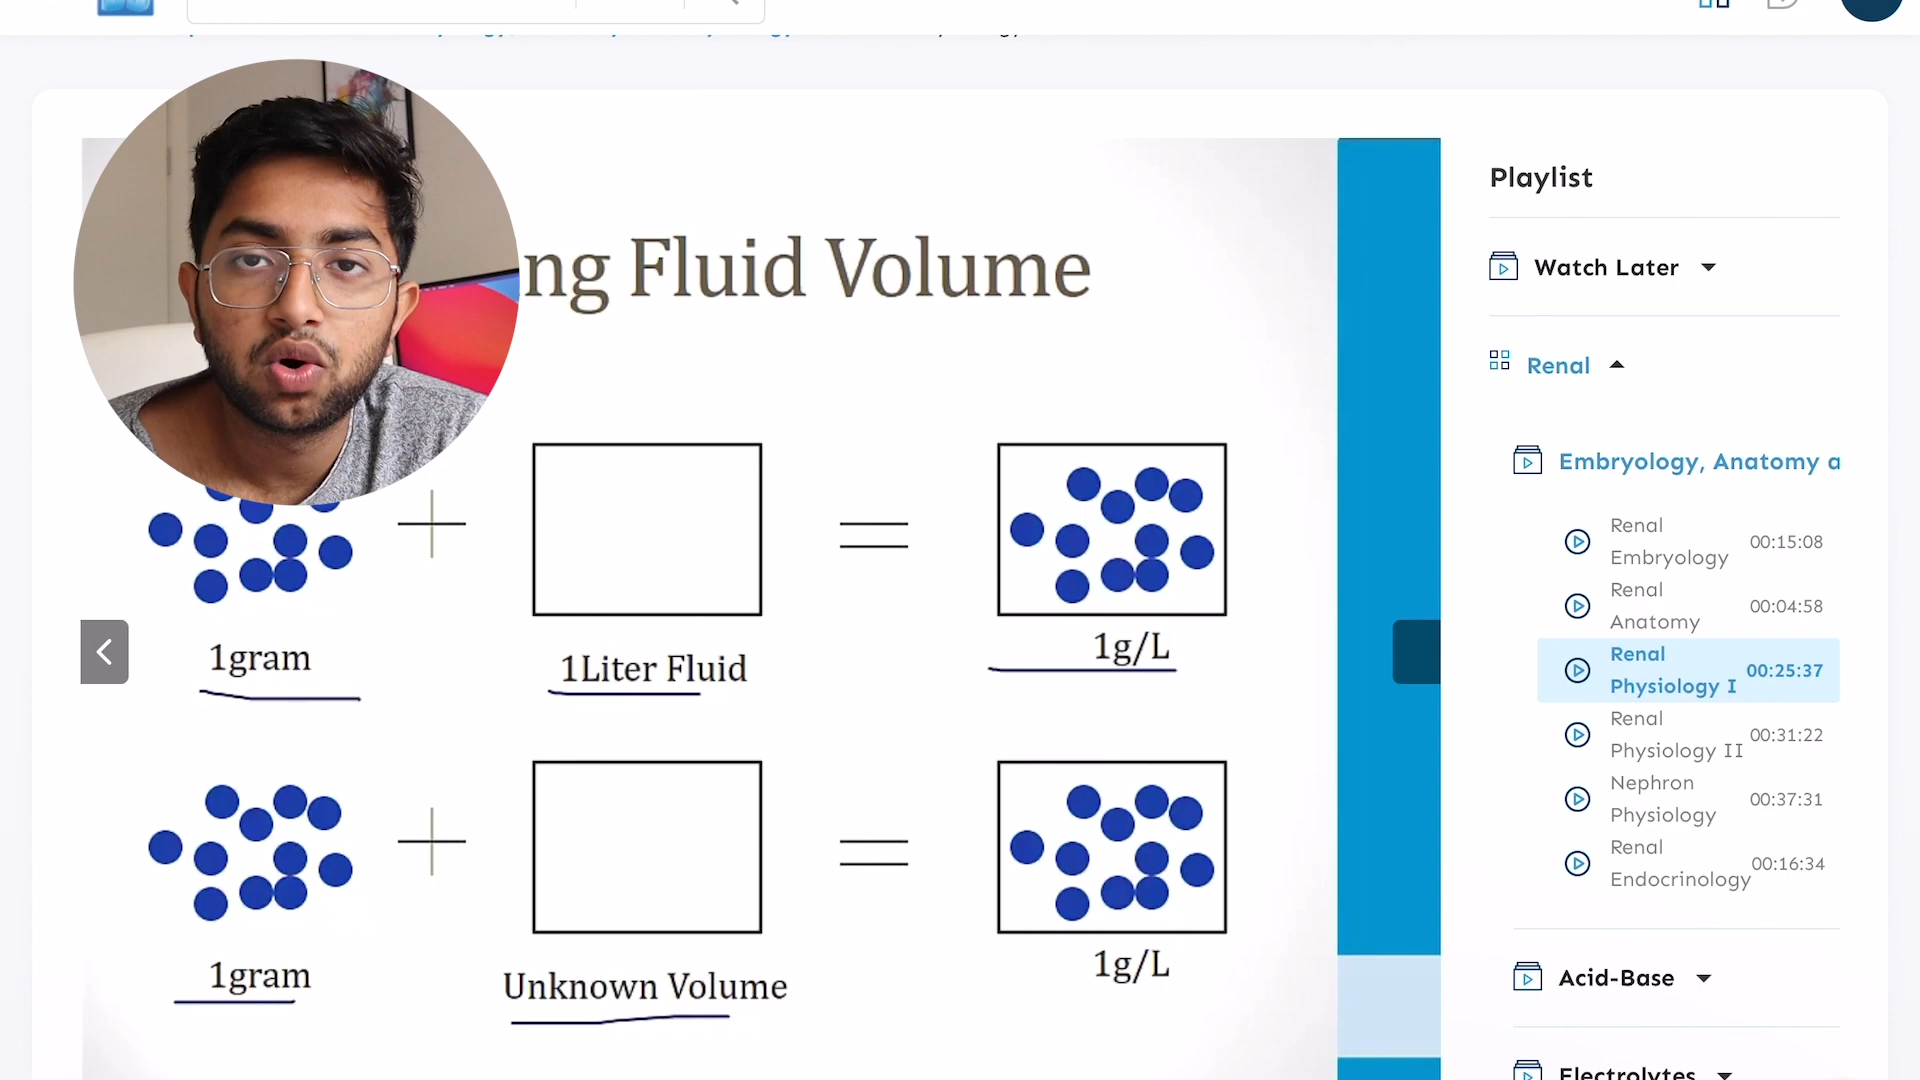 ng Fluid Volume
1gram
1Liter Fluid
1g/L
1gram
Unknown Volume
1g/L
Playlist
Watch Later
Renal
Embryology, Anatomy a
Renal
Embryology
00:15:08
Renal
Anatomy
00:04:58
Renal
Physiology I
00:25:37
Renal
Physiology II
00:31:22
Nephron
Physiology
00:37:31
Renal
Endocrinology
00:16:34
Acid-Base
Electrolytes